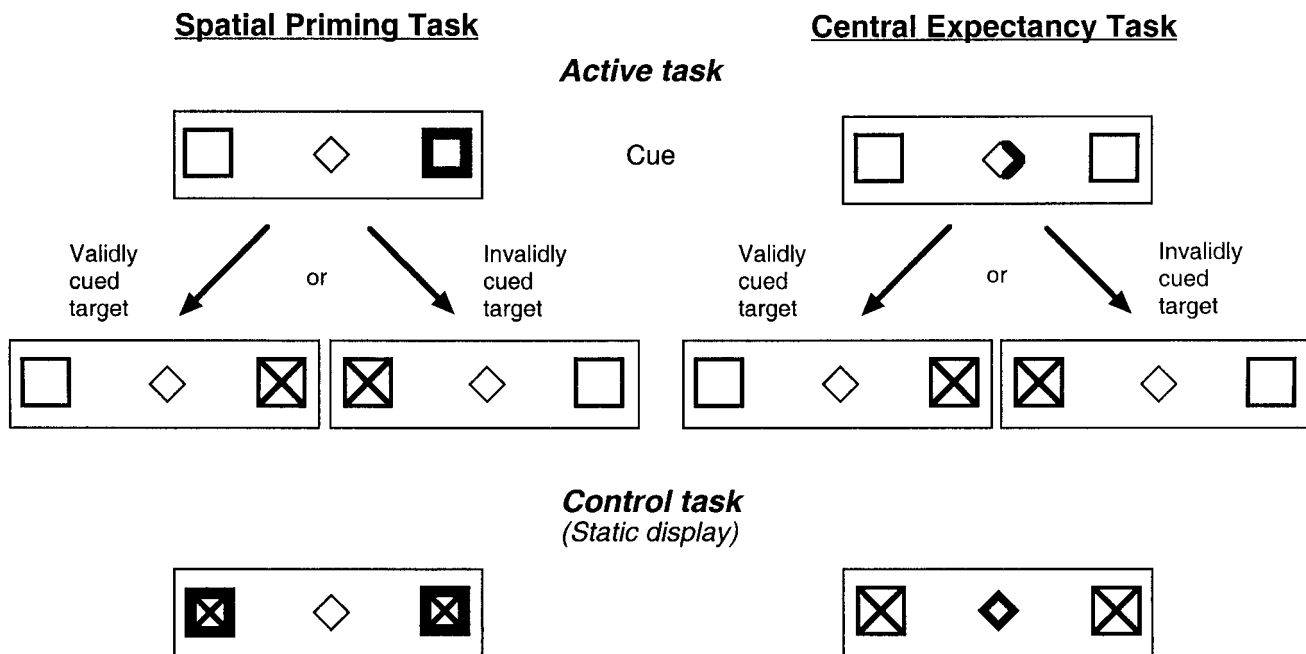 Spatial Priming Task
Central Expectancy Task
Active task
Cue
Validly
cued
target
or
Invalidly
cued
target
Validly
cued
target
or
Invalidly
cued
target
Control task
(Static display)